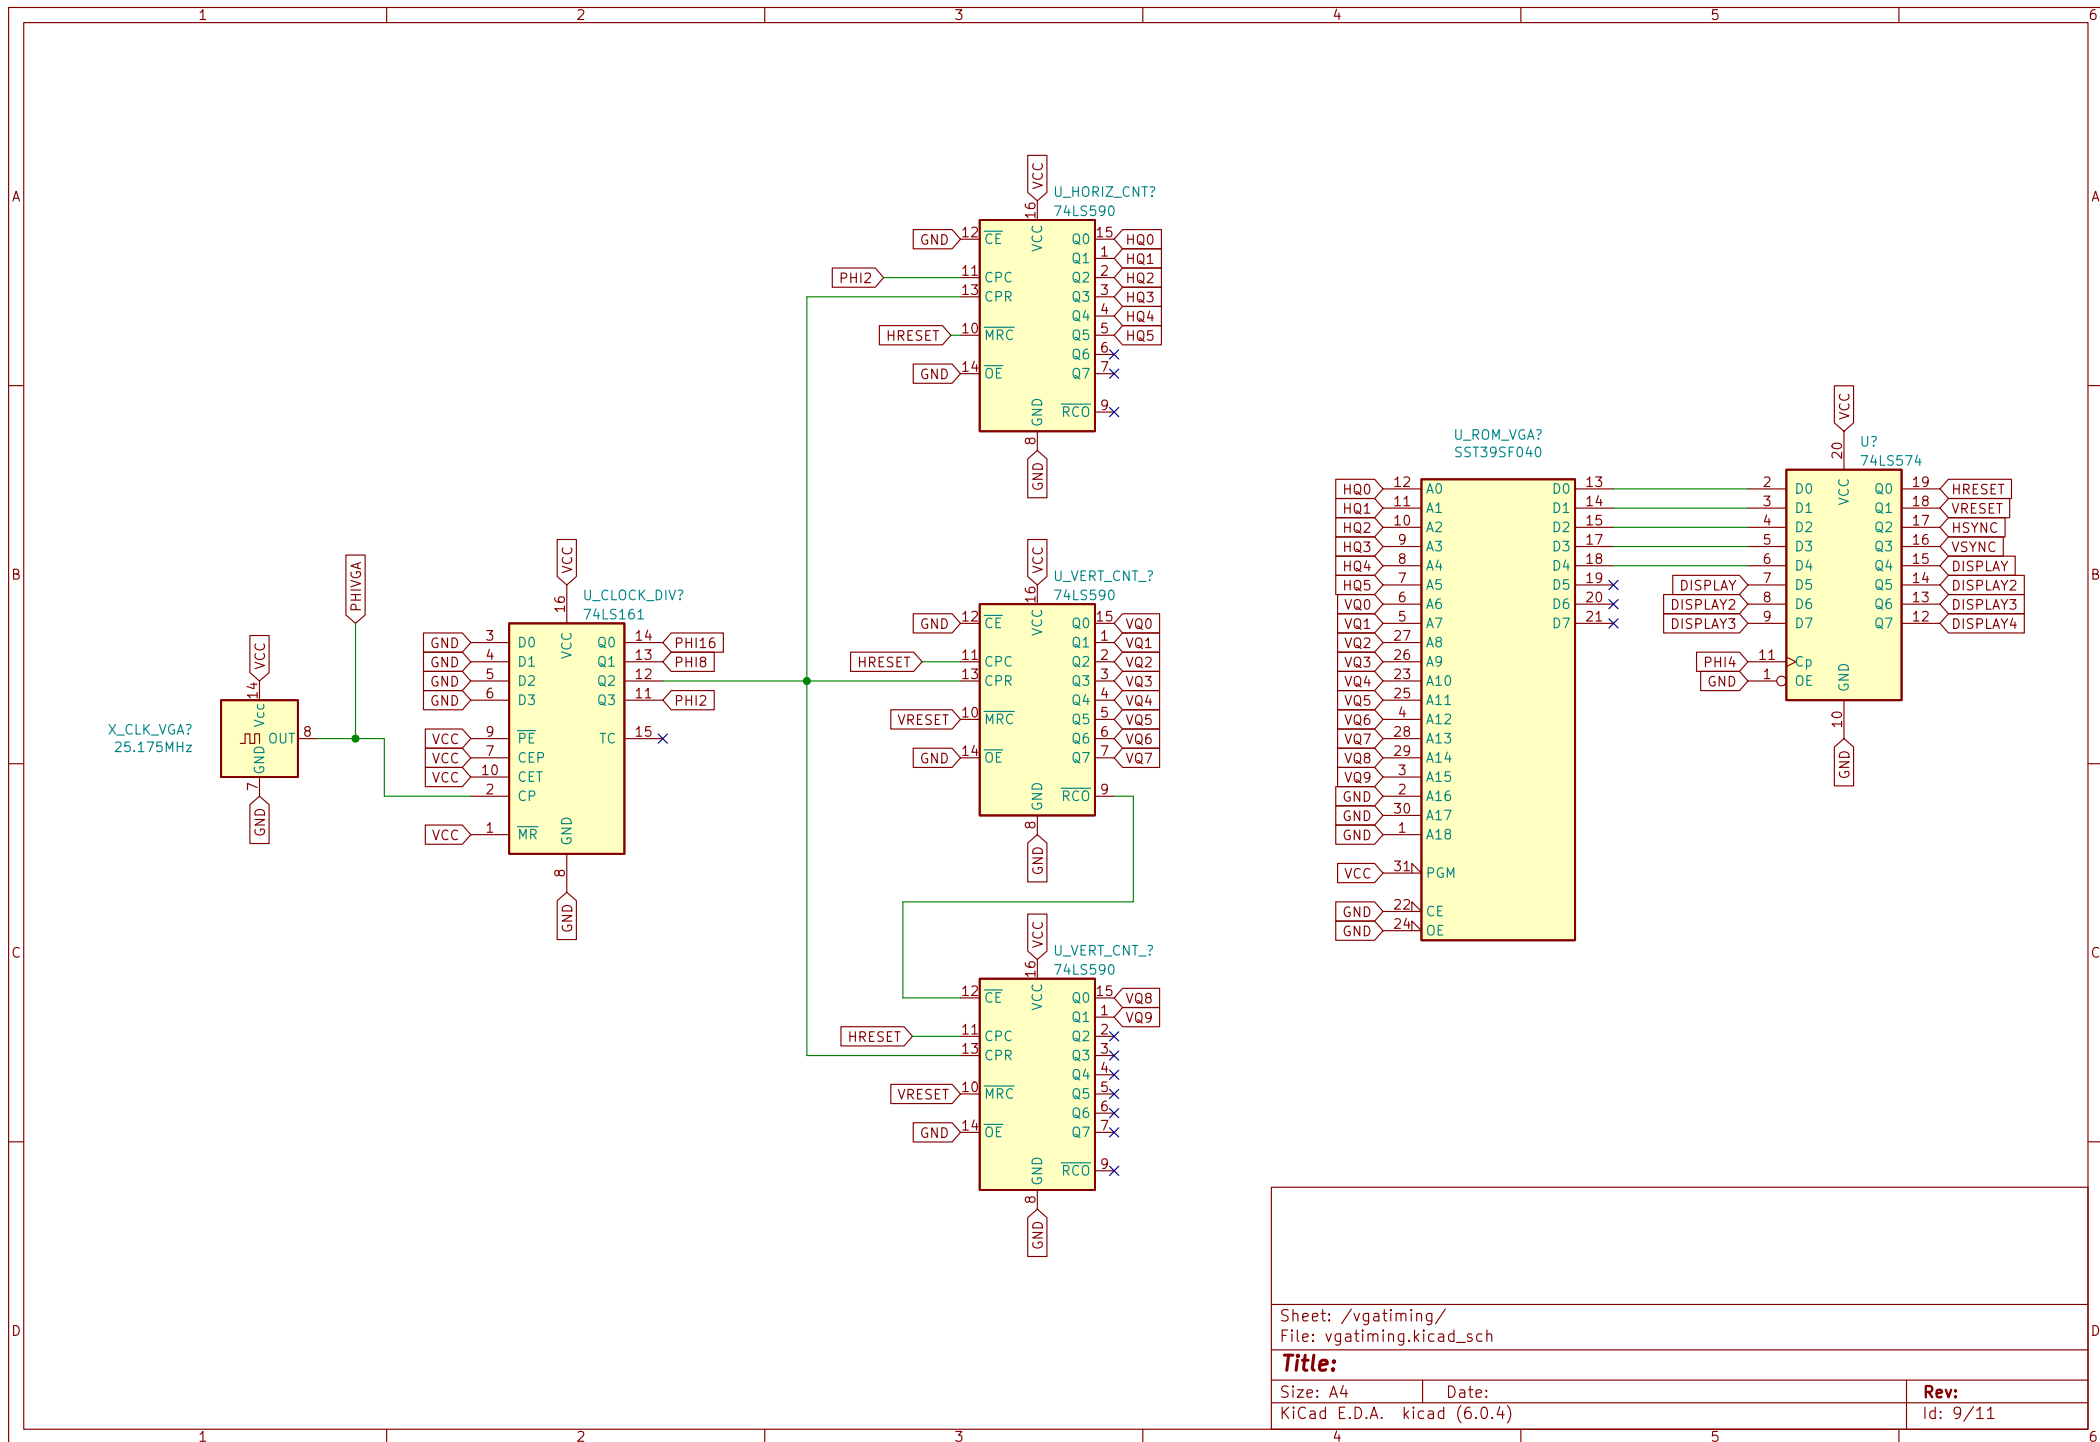 1 2 3 4 5 6
A
B
C
D
A
B
C
D
1 2 3 4 5 6
X_CLK_VGA?
25.175MHz
VCC
14
Vcc
OUT 8
GND
7
GND
PHIVGA
U_CLOCK_DIV?
74LS161
VCC
16
VCC
GND 3 D0 Q0 14 PHI16
GND 4 D1 Q1 13 PHI8
GND 5 D2 Q2 12
GND 6 D3 Q3 11 PHI2
VCC 9 PE TC 15
VCC 7 CEP
VCC 10 CET
2 CP
VCC 1 MR
GND
8
GND
VCC
U_HORIZ_CNT?
74LS590
16
VCC
GND 12 CE Q0 15 HQ0
Q1 1 HQ1
PHI2 11 CPC Q2 2 HQ2
13 CPR Q3 3 HQ3
Q4 4 HQ4
HRESET 10 MRC Q5 5 HQ5
Q6 6
GND 14 OE Q7 7
RCO 9
GND
8
GND
VCC
U_VERT_CNT_?
74LS590
16
VCC
GND 12 CE Q0 15 VQ0
Q1 1 VQ1
HRESET 11 CPC Q2 2 VQ2
13 CPR Q3 3 VQ3
Q4 4 VQ4
VRESET 10 MRC Q5 5 VQ5
Q6 6 VQ6
GND 14 OE Q7 7 VQ7
RCO 9
GND
8
GND
VCC
U_VERT_CNT_?
74LS590
16
VCC
12 CE Q0 15 VQ8
Q1 1 VQ9
HRESET 11 CPC Q2 2
13 CPR Q3 3
Q4 4
VRESET 10 MRC Q5 5
Q6 6
GND 14 OE Q7 7
RCO 9
GND
8
GND
U_ROM_VGA?
SST39SF040
HQ0 12 A0 D0 13
HQ1 11 A1 D1 14
HQ2 10 A2 D2 15
HQ3 9 A3 D3 17
HQ4 8 A4 D4 18
HQ5 7 A5 D5 19
VQ0 6 A6 D6 20
VQ1 5 A7 D7 21
VQ2 27 A8
VQ3 26 A9
VQ4 23 A10
VQ5 25 A11
VQ6 4 A12
VQ7 28 A13
VQ8 29 A14
VQ9 3 A15
GND 2 A16
GND 30 A17
GND 1 A18
VCC 31 PGM
GND 22 CE
GND 24 OE
VCC
20
U?
74LS574
VCC
2 D0 Q0 19 HRESET
3 D1 Q1 18 VRESET
4 D2 Q2 17 HSYNC
5 D3 Q3 16 VSYNC
6 D4 Q4 15 DISPLAY
DISPLAY 7 D5 Q5 14 DISPLAY2
DISPLAY2 8 D6 Q6 13 DISPLAY3
DISPLAY3 9 D7 Q7 12 DISPLAY4
PHI4 11 Cp
GND 1 OE
GND
10
GND
Sheet: /vgatiming/
File: vgatiming.kicad_sch
Title:
Size: A4 Date: Rev:
KiCad E.D.A. kicad (6.0.4) Id: 9/11